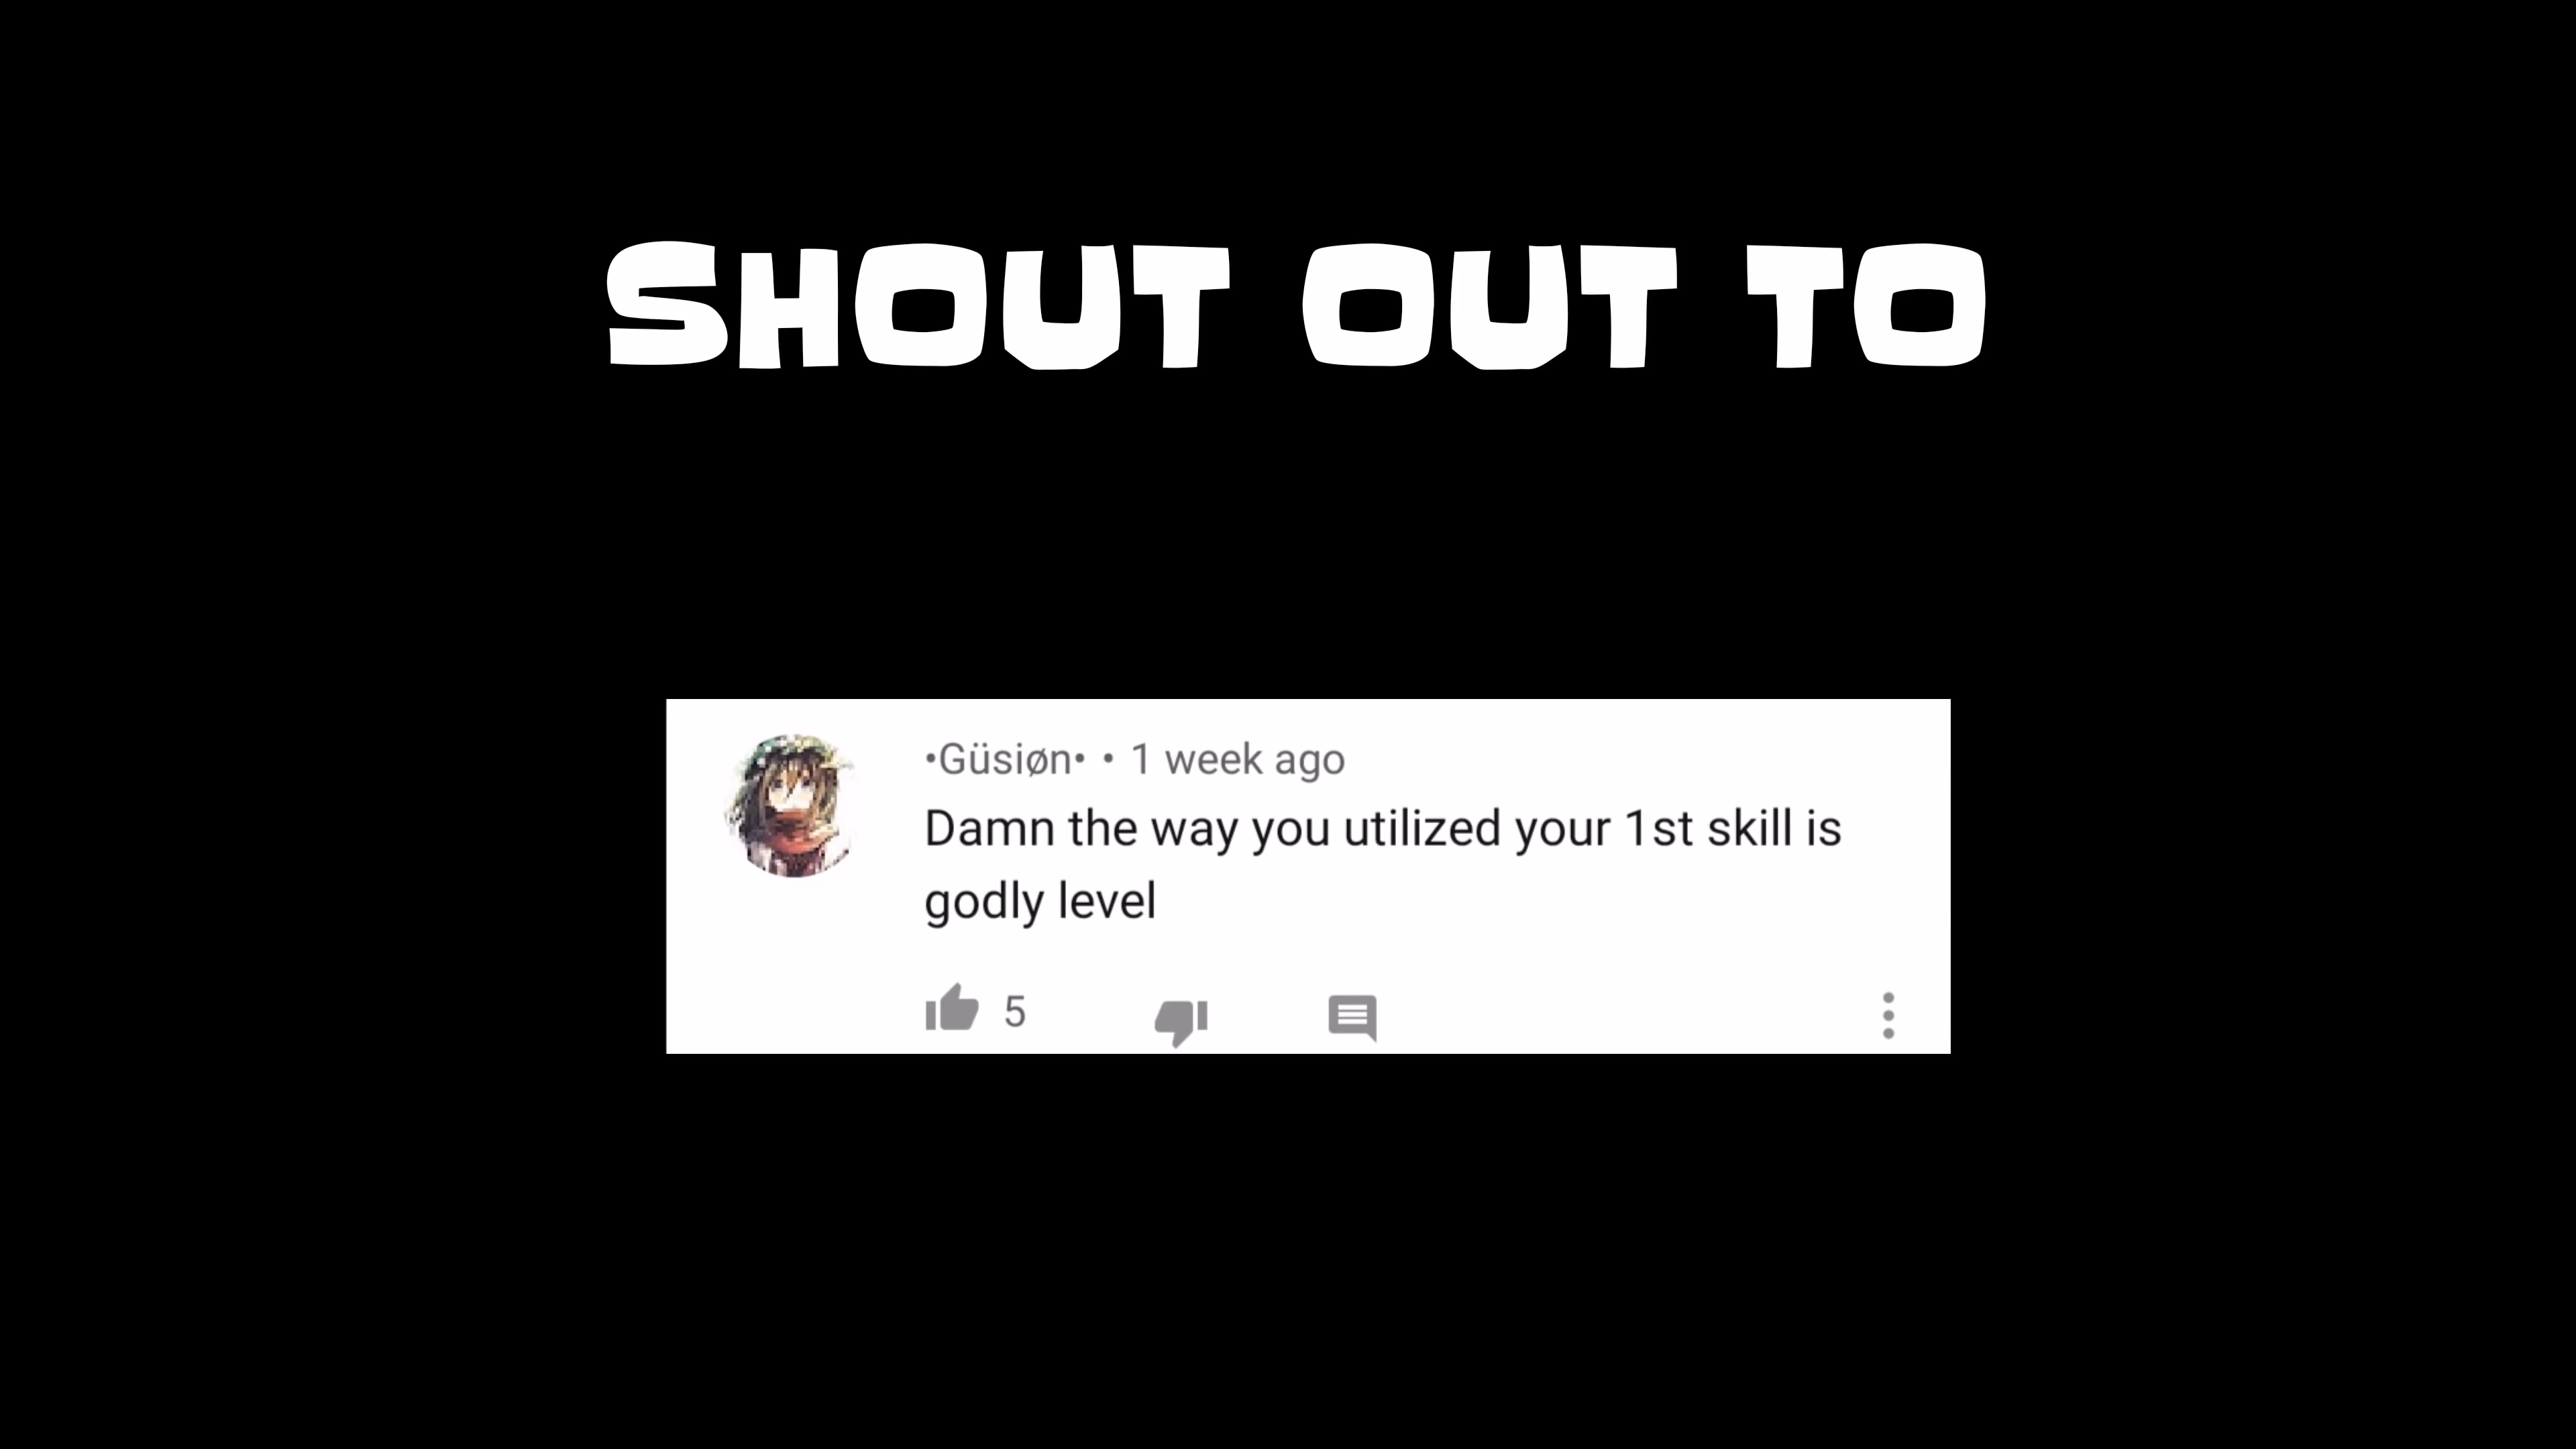 SHOUT OUT TO
•Güsiøn• • 1 week ago
Damn the way you utilized your 1st skill is
godly level
5